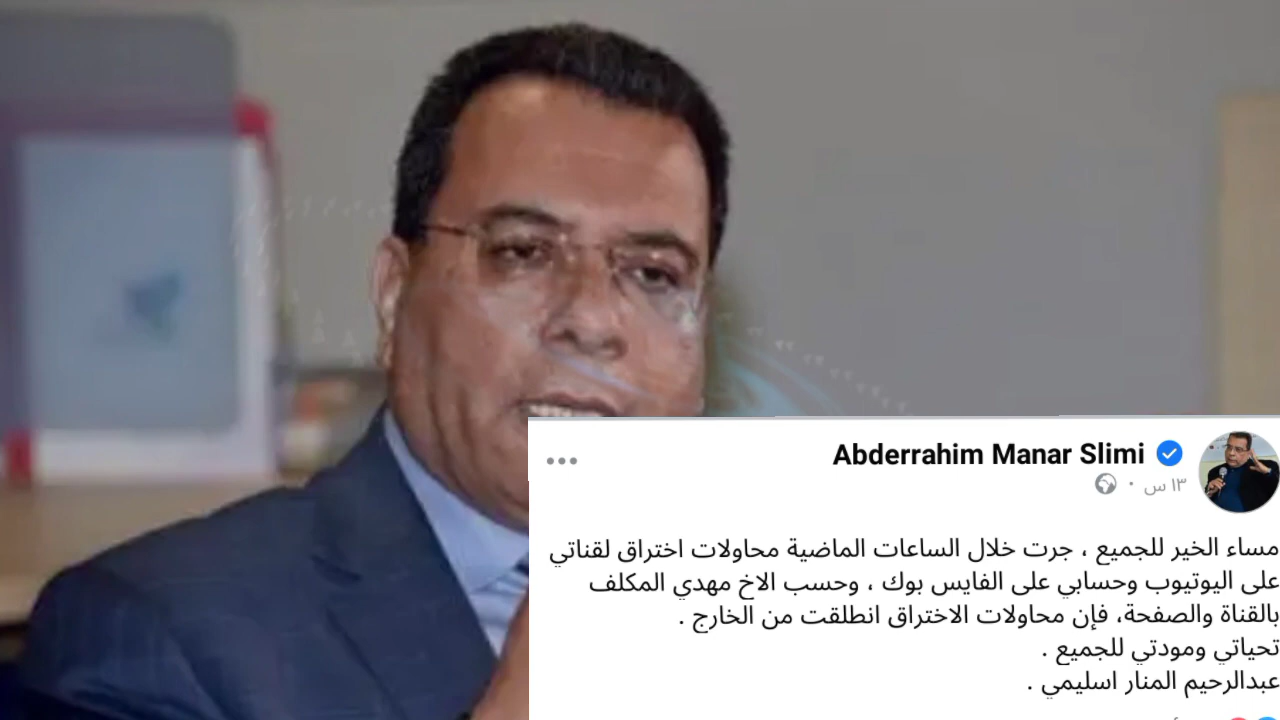 Abderrahim Manar Slimi
١٣ س
مساء الخير للجميع ، جرت خلال الساعات الماضية محاولات اختراق لقناتي
على اليوتيوب وحسابي على الفايس بوك ، وحسب الاخ مهدي المكلف
بالقناة والصفحة، فإن محاولات الاختراق انطلقت من الخارج .
تحياتي ومودتي للجميع .
عبدالرحيم المنار اسليمي .